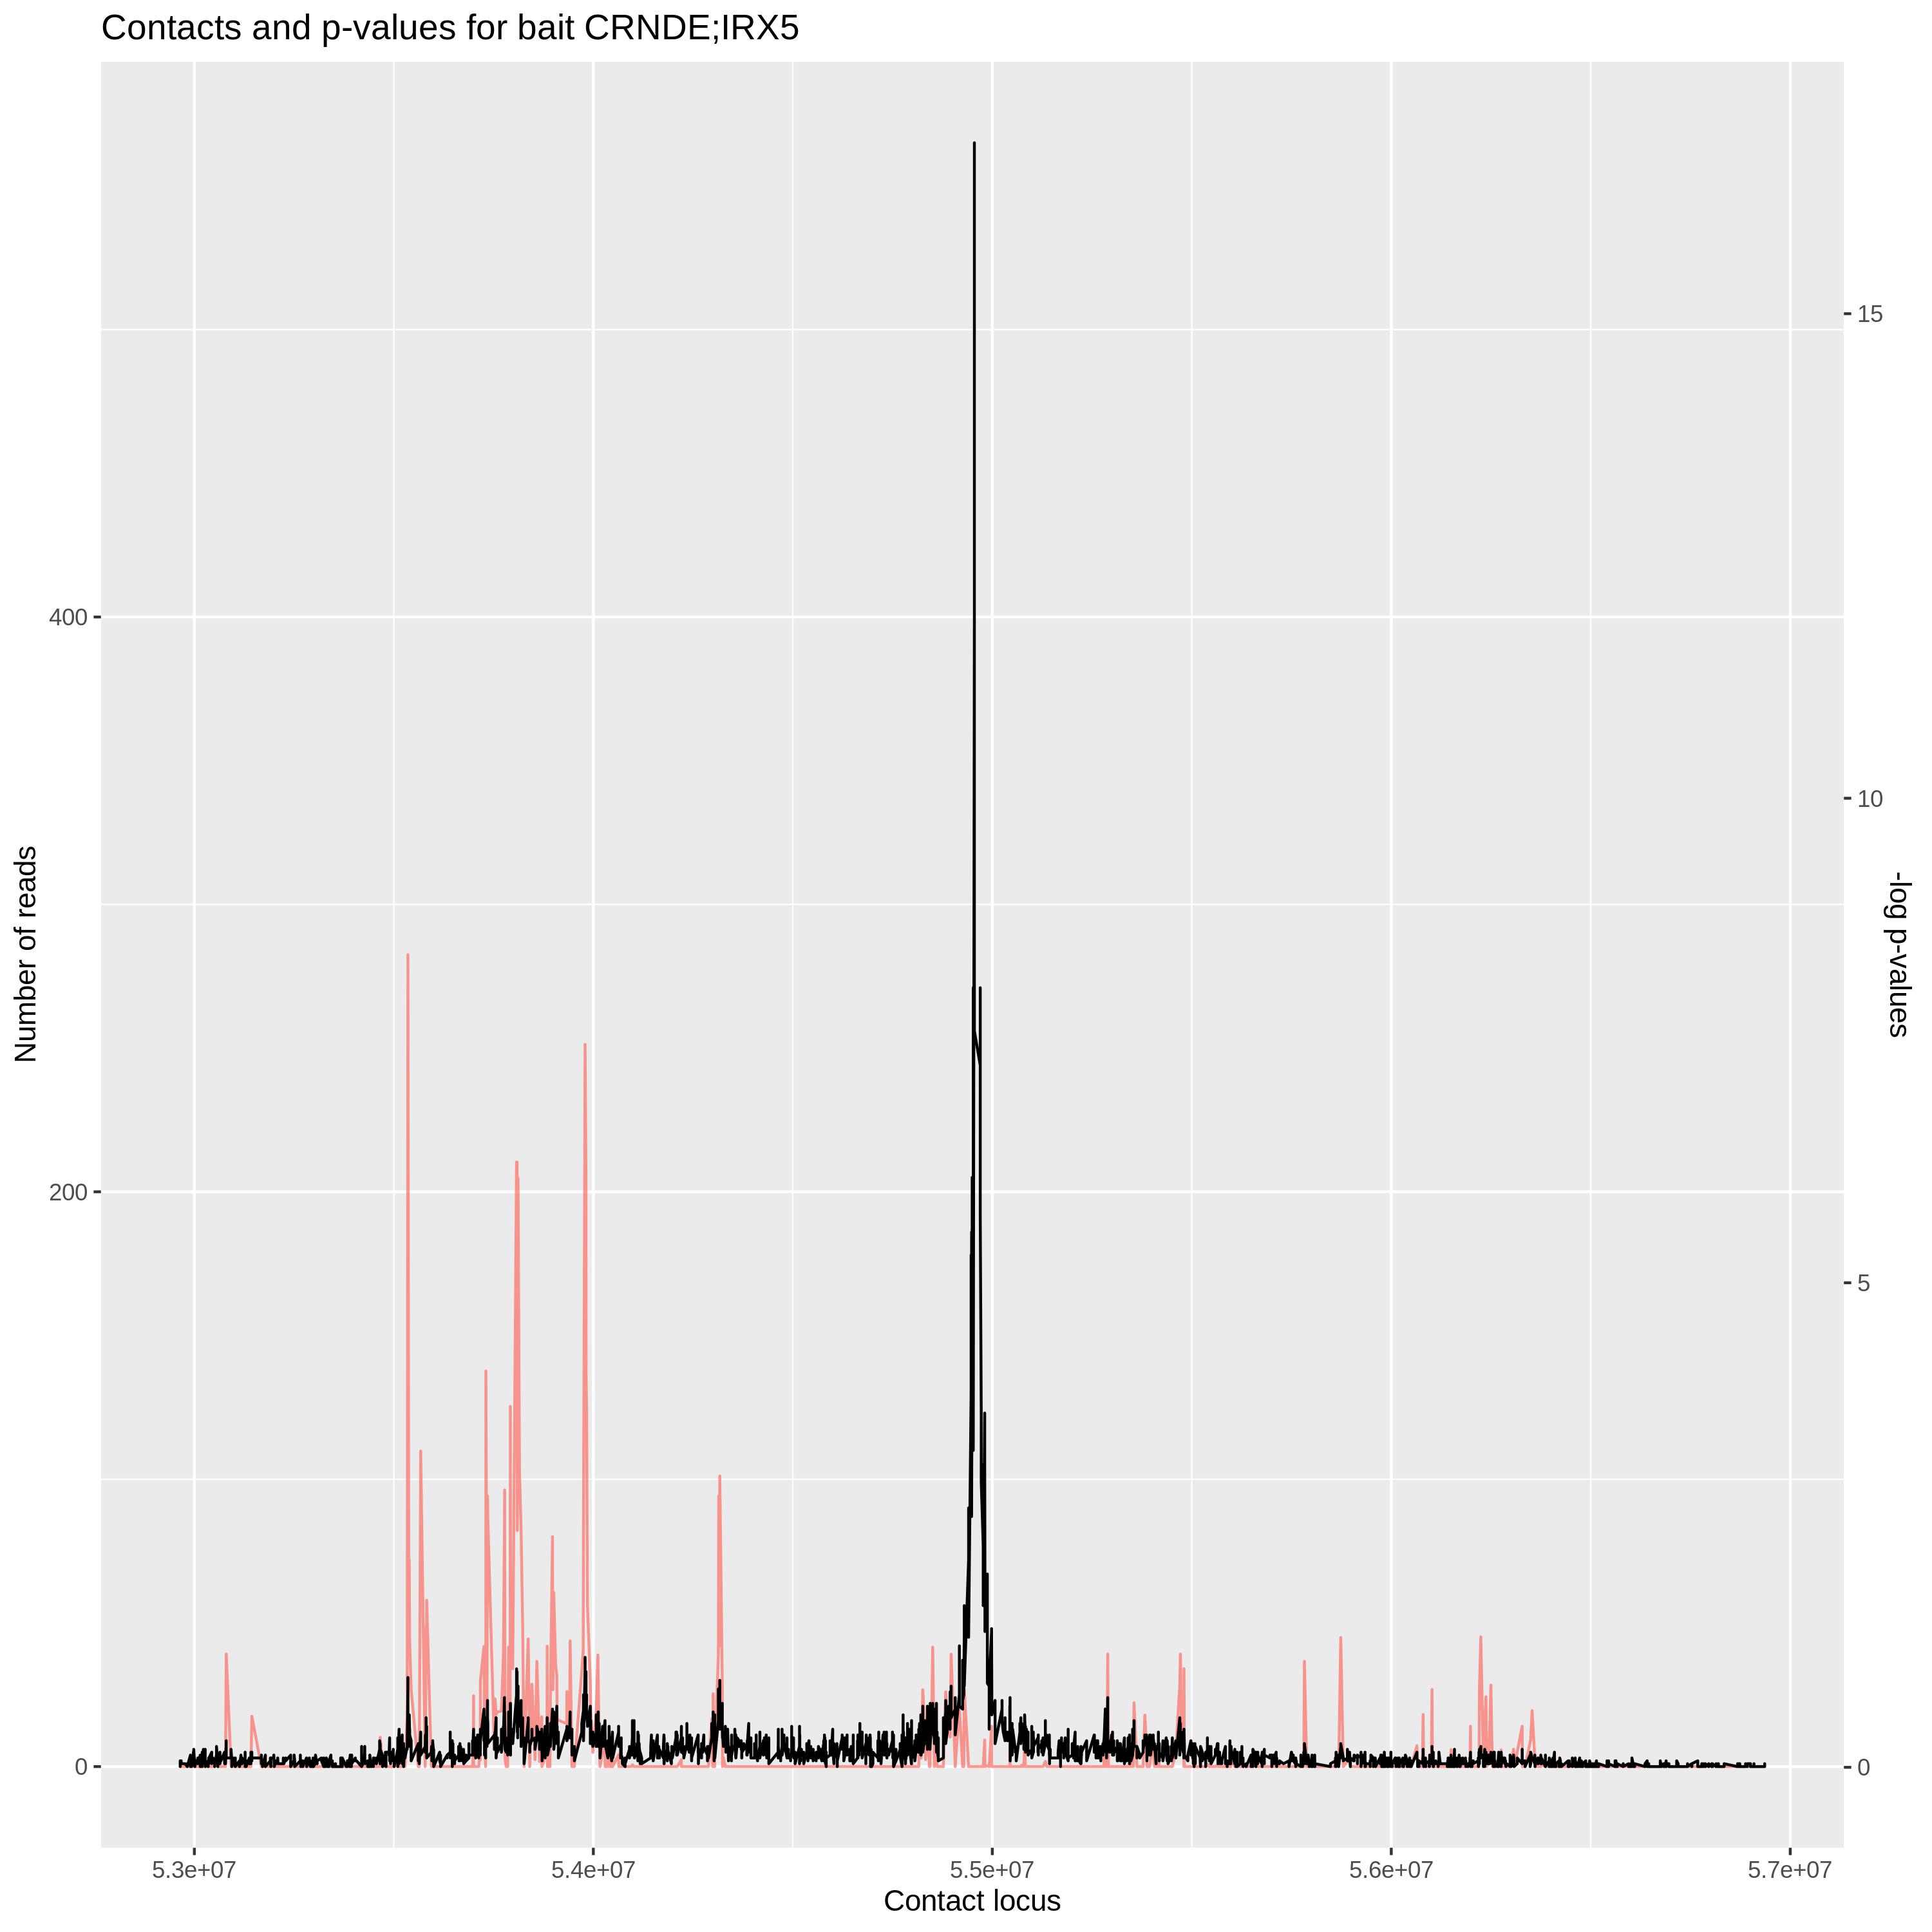 Contacts and p-values for bait CRNDE;IRX5
Number of reads
400
200
0
15
10
5
0
-log p-values
5.3e+07
5.4e+07
5.5e+07
5.6e+07
5.7e+07
Contact locus